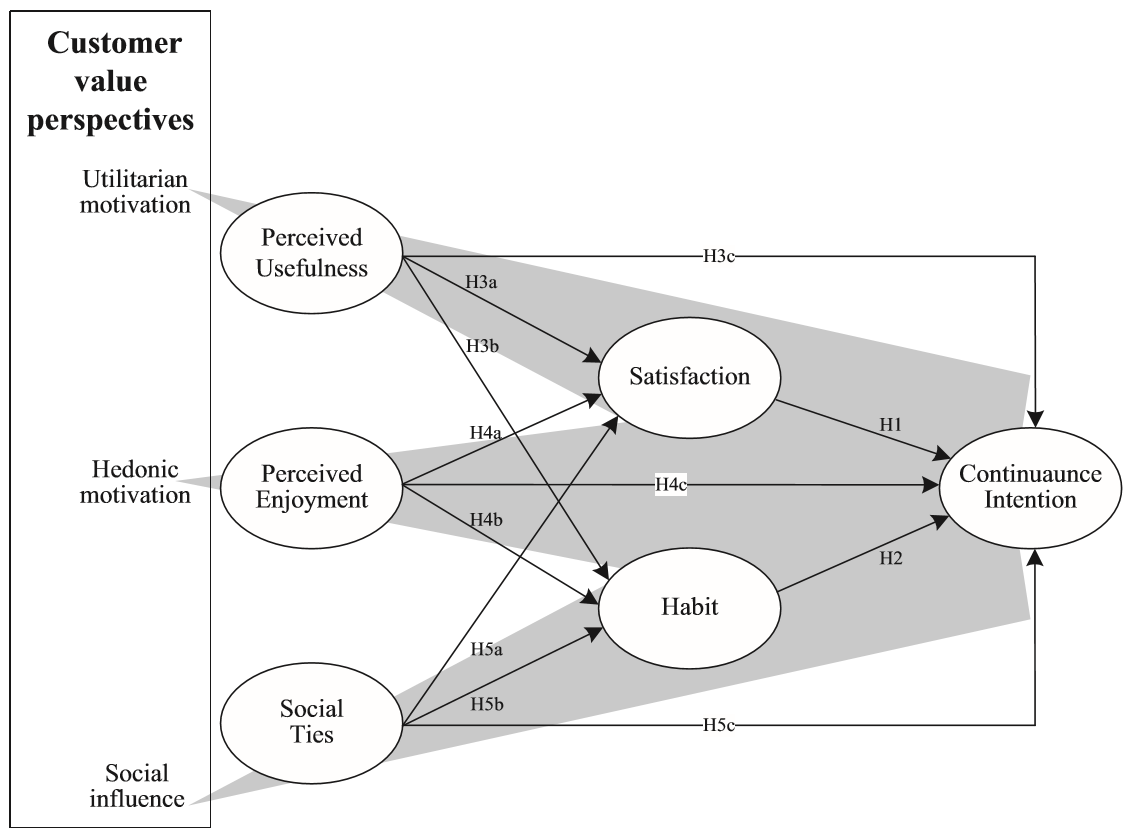 Customer
value
perspectives
Utilitarian
motivation
Perceived
Usefulness
H3c
H3a
H3b
Satisfaction
H1
H4a
Hedonic
motivation
Perceived
Enjoyment
H4c
Continuaunce
Intention
H4b
H2
Habit
H5a
H5b
Social
Ties
H5c
Social
influence